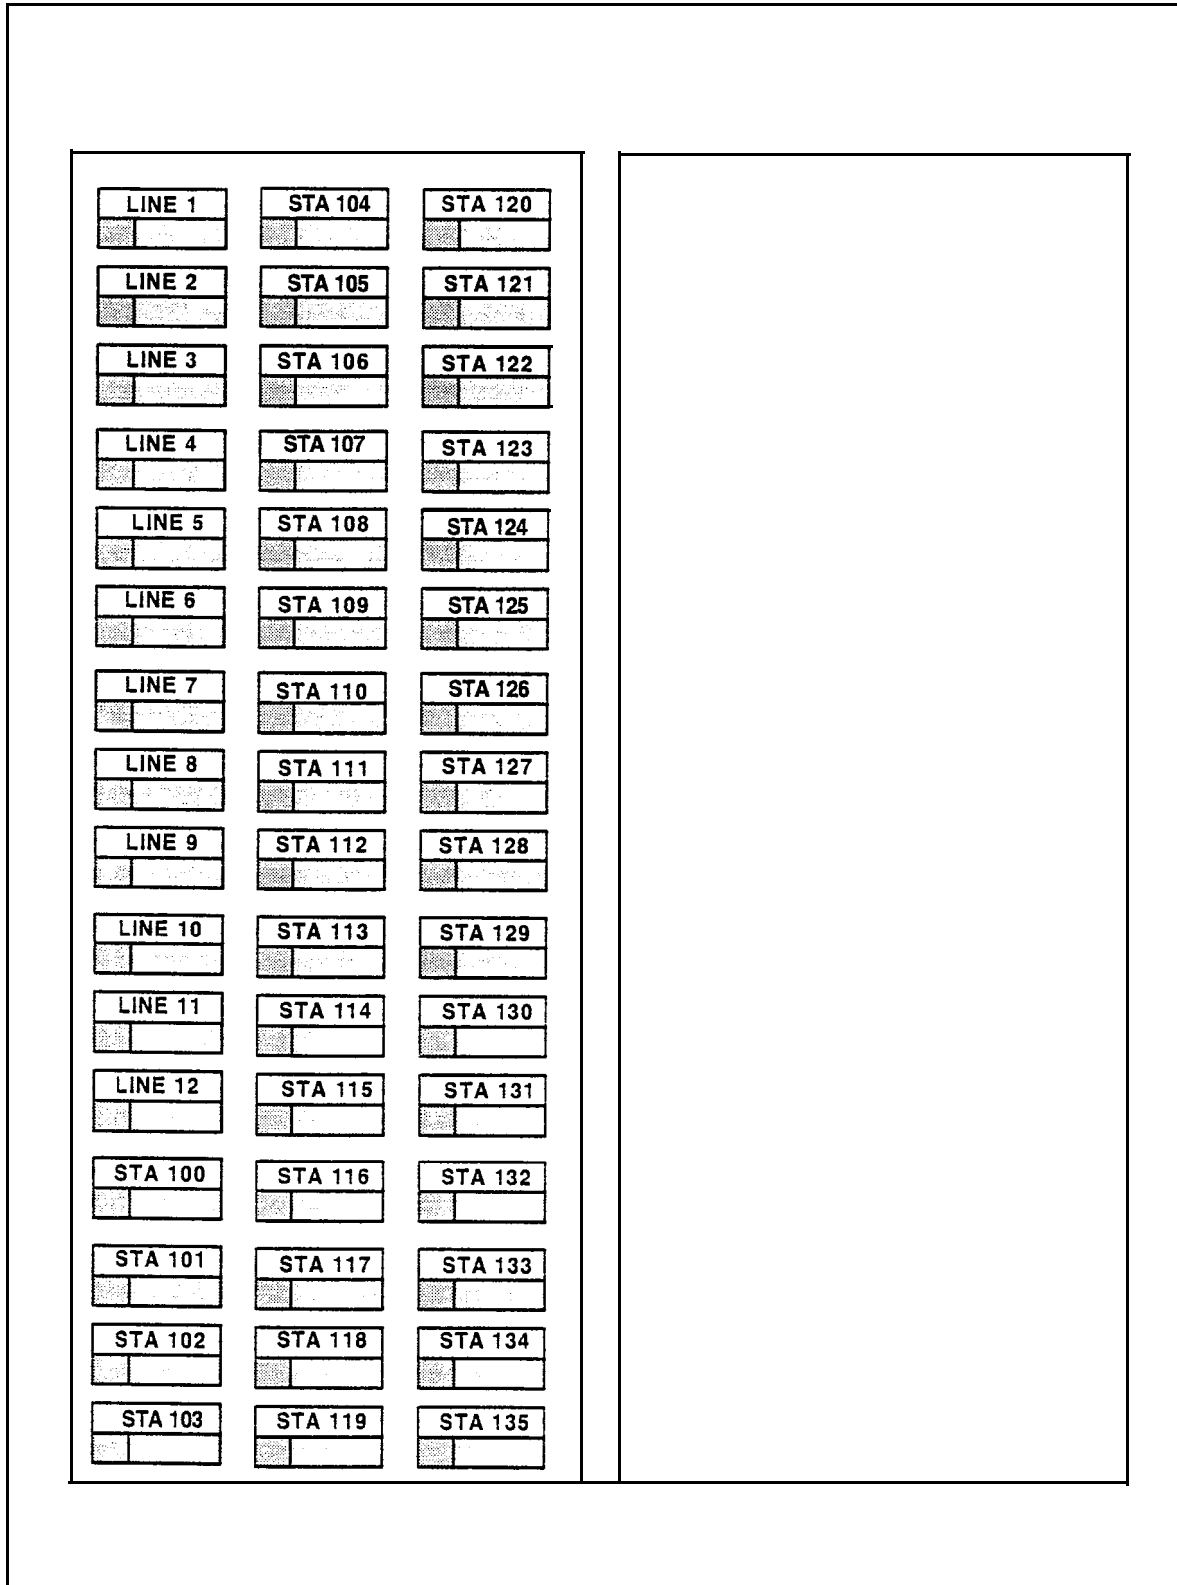 LINE 1
LINE 2
LINE 3
LINE 4
LINE 5
LINE 6
LINE 7
LINE 8
LINE 9
LINE 10
LINE 11
LINE 12
STA 100
STA 101
STA 102
STA 103
STA 104
STA 105
STA 106
STA 107
STA 108
STA 109
STA 110
STA 111
STA 112
STA 113
STA 114
STA 115
STA 116
STA 117
STA 118
STA 119
STA 120
STA 121
STA 122
STA 123
STA 124
STA 125
STA 126
STA 127
STA 128
STA 129
STA 130
STA 131
STA 132
STA 133
STA 134
STA 135